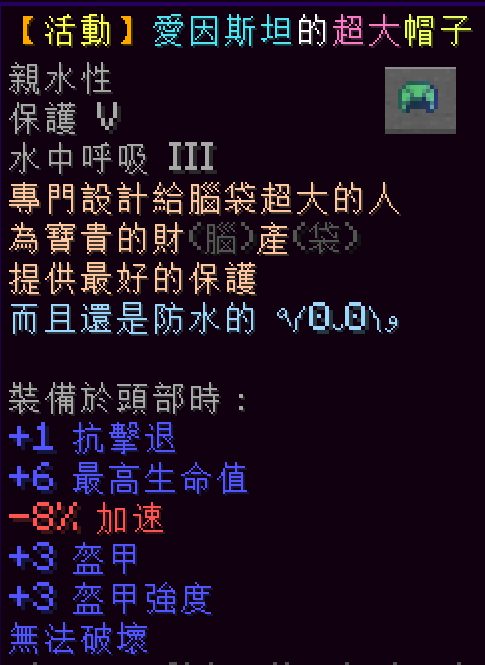 【活動】愛因斯坦的超大帽子
親水性
保護 V
水中呼吸 III
專門設計給腦袋超大的人
為寶貴的財(腦)產(袋)
提供最好的保護
而且還是防水的 ٩(0ᴗ0)و
裝備於頭部時：
+1 抗擊退
+6 最高生命值
-8% 加速
+3 盔甲
+3 盔甲強度
無法破壞